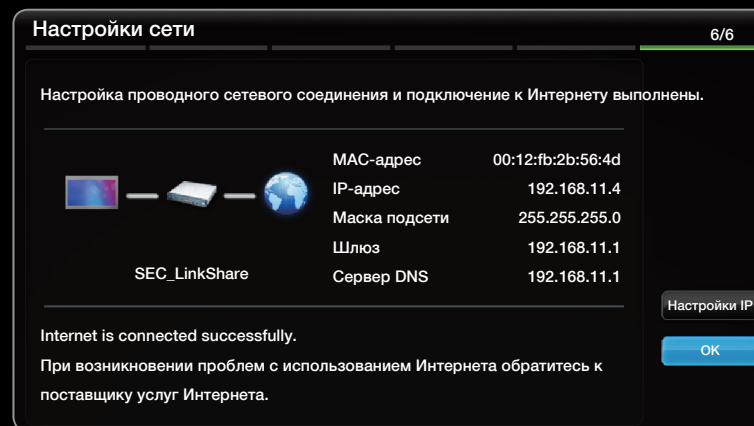 Настройки сети
6/6
Настройка проводного сетевого соединения и подключение к Интернету выполнены.
MAC-адрес 00:12:fb:2b:56:4d
IP-адрес 192.168.11.4
Маска подсети 255.255.255.0
Шлюз 192.168.11.1
SEC_LinkShare
Сервер DNS 192.168.11.1
Настройки IP
Internet is connected successfully.
OK
При возникновении проблем с использованием Интернета обратитесь к
поставщику услуг Интернета.